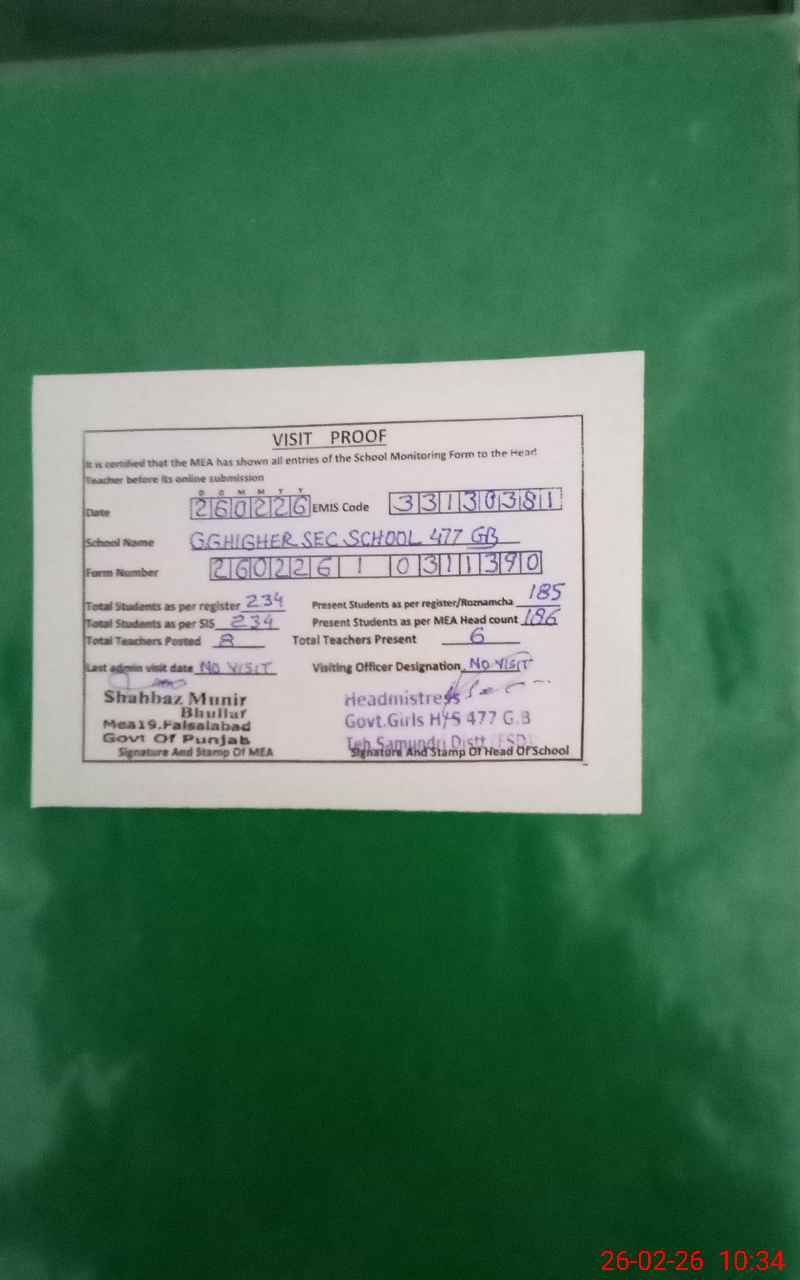 VISIT PROOF
It is certified that the MEA has shown all entries of the School Monitoring Form to the Head
Teacher before its online submission
D D M M Y Y
Date 260226 EMIS Code 33130381
School Name G.GHIGHER SEC SCHOOL 477 GB
Form Number 260226 1 0311390
Total Students as per register 234 Present Students as per register/Roznamcha 185
Total Students as per SIS 234 Present Students as per MEA Head count 186
Total Teachers Posted 8 Total Teachers Present 6
Last admin visit date NO VISIT Visiting Officer Designation NO VISIT
Shahbaz Munir Headmistress
Bhullar Govt.Girls H/S 477 G.B
Mea19.Faisalabad
Govt Of Punjab Teh Samundri Distt FSD
Signature And Stamp Of MEA Signature And Stamp Of Head Of School
26-02-26 10:34